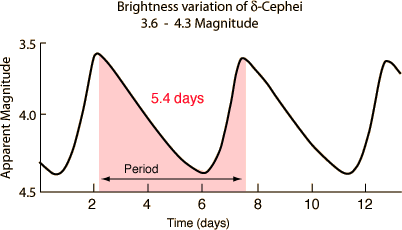 Brightness variation of δ-Cephei
3.6 - 4.3 Magnitude
Apparent Magnitude
3.5
4.0
4.5
5.4 days
Period
2
4
6
8
10
12
Time (days)